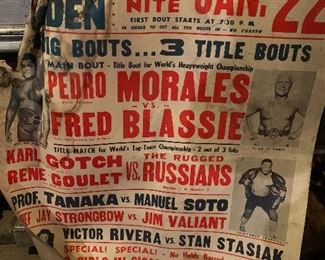 DEN NITE JAN. 22
FIRST BOUT STARTS AT 7:30 P.M.
IN ORDER TO GET ALL THE BOUTS IN - NO CURFEW
BIG BOUTS...3 TITLE BOUTS
MAIN BOUT - Title Bout for World's Heavyweight Championship
PEDRO MORALES
-VS.-
FRED BLASSIE
TITLE MATCH for World's Tag-Team Championship - 2 out of 3 falls
KARL GOTCH
RENE GOULET
VS.
THE RUGGED
RUSSIANS
PROF. TANAKA VS. MANUEL SOTO
EF JAY STRONGBOW VS. JIM VALIANT
VICTOR RIVERA VS. STAN STASIAK
SPECIAL! SPECIAL! - No Holds Barred